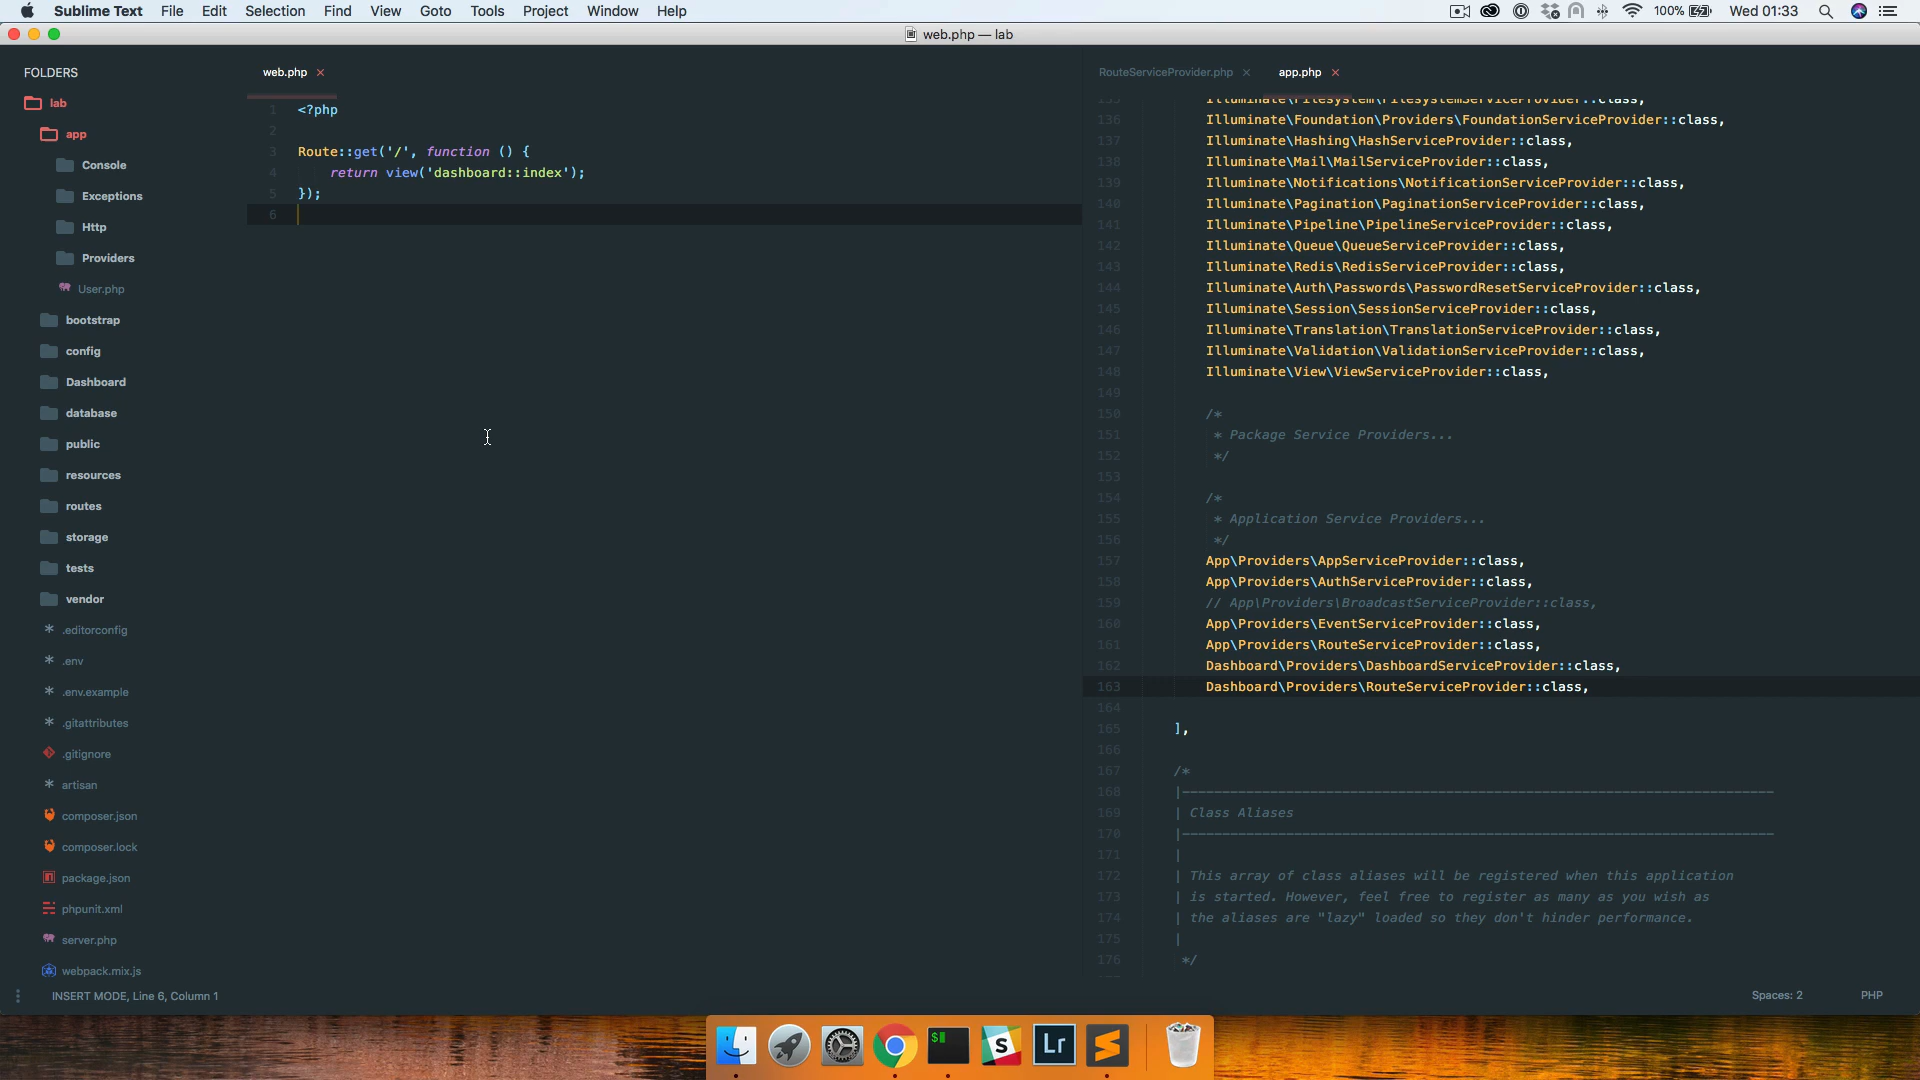 Sublime Text File Edit Selection Find View Goto Tools Project Window Help
100% Wed 01:33
web.php — lab
FOLDERS
lab
app
Console
Exceptions
Http
Providers
User.php
bootstrap
config
Dashboard
database
public
resources
routes
storage
tests
vendor
.editorconfig
.env
.env.example
.gitattributes
.gitignore
artisan
composer.json
composer.lock
package.json
phpunit.xml
server.php
webpack.mix.js
web.php
1 <?php
2
3 Route::get('/', function () {
4 return view('dashboard::index');
5 });
6
RouteServiceProvider.php app.php
135 Illuminate\Filesystem\FilesystemServiceProvider::class,
136 Illuminate\Foundation\Providers\FoundationServiceProvider::class,
137 Illuminate\Hashing\HashServiceProvider::class,
138 Illuminate\Mail\MailServiceProvider::class,
139 Illuminate\Notifications\NotificationServiceProvider::class,
140 Illuminate\Pagination\PaginationServiceProvider::class,
141 Illuminate\Pipeline\PipelineServiceProvider::class,
142 Illuminate\Queue\QueueServiceProvider::class,
143 Illuminate\Redis\RedisServiceProvider::class,
144 Illuminate\Auth\Passwords\PasswordResetServiceProvider::class,
145 Illuminate\Session\SessionServiceProvider::class,
146 Illuminate\Translation\TranslationServiceProvider::class,
147 Illuminate\Validation\ValidationServiceProvider::class,
148 Illuminate\View\ViewServiceProvider::class,
149
150 /*
151 * Package Service Providers...
152 */
153
154 /*
155 * Application Service Providers...
156 */
157 App\Providers\AppServiceProvider::class,
158 App\Providers\AuthServiceProvider::class,
159 // App\Providers\BroadcastServiceProvider::class,
160 App\Providers\EventServiceProvider::class,
161 App\Providers\RouteServiceProvider::class,
162 Dashboard\Providers\DashboardServiceProvider::class,
163 Dashboard\Providers\RouteServiceProvider::class,
164
165 ],
166
167 /*
168 |--------------------------------------------------------------------------
169 | Class Aliases
170 |--------------------------------------------------------------------------
171 |
172 | This array of class aliases will be registered when this application
173 | is started. However, feel free to register as many as you wish as
174 | the aliases are "lazy" loaded so they don't hinder performance.
175 |
176 */
INSERT MODE, Line 6, Column 1
Spaces: 2 PHP
$
S
Lr